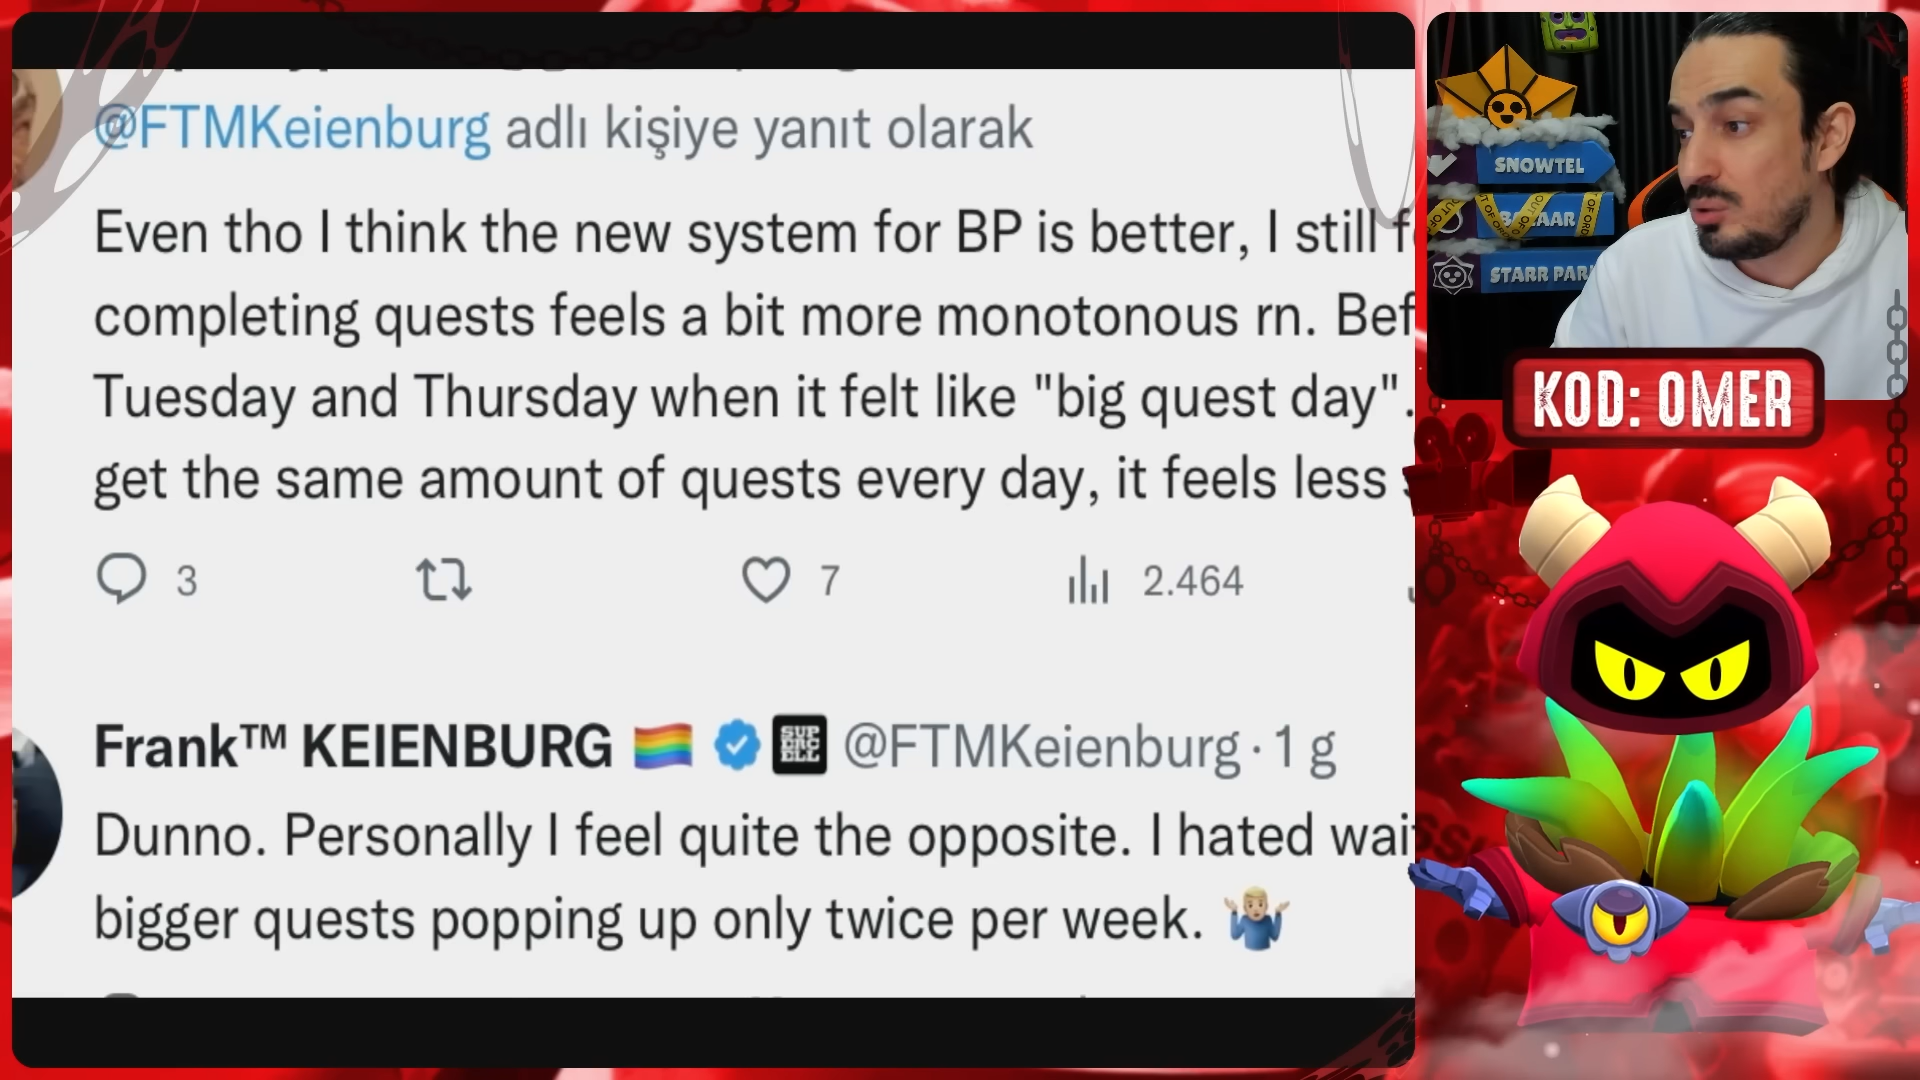 @FTMKeienburg adlı kişiye yanıt olarak
Even tho I think the new system for BP is better, I still
completing quests feels a bit more monotonous rn.
Tuesday and Thursday when it felt like "big quest day".
get the same amount of quests every day, it feels less
3 7 2.464
Frank™ KEIENBURG SUPERCELL @FTMKeienburg · 1 g
Dunno. Personally I feel quite the opposite. I hated
bigger quests popping up only twice per week.
SNOWTEL
BAZAAR
STARR PARK
KOD: OMER